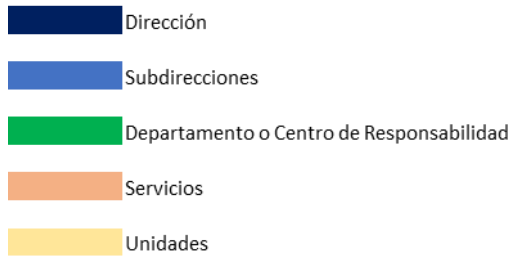 Dirección
Subdirecciones
Departamento o Centro de Responsabilidad
Servicios
Unidades